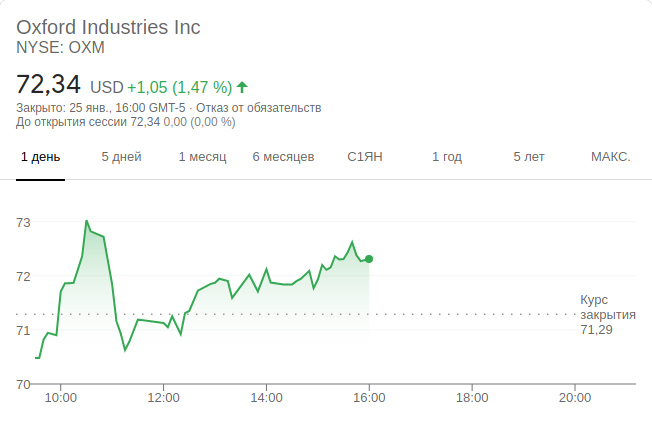 Oxford Industries Inc
NYSE: OXM
72,34 USD +1,05 (1,47 %)
Закрыто: 25 янв., 16:00 GMT-5 · Отказ от обязательств
До открытия сессии 72,34 0,00 (0,00 %)
1 день 5 дней 1 месяц 6 месяцев С1ЯН 1 год 5 лет МАКС.
73
72
Курс
закрытия
71,29
71
70
10:00 12:00 14:00 16:00 18:00 20:00